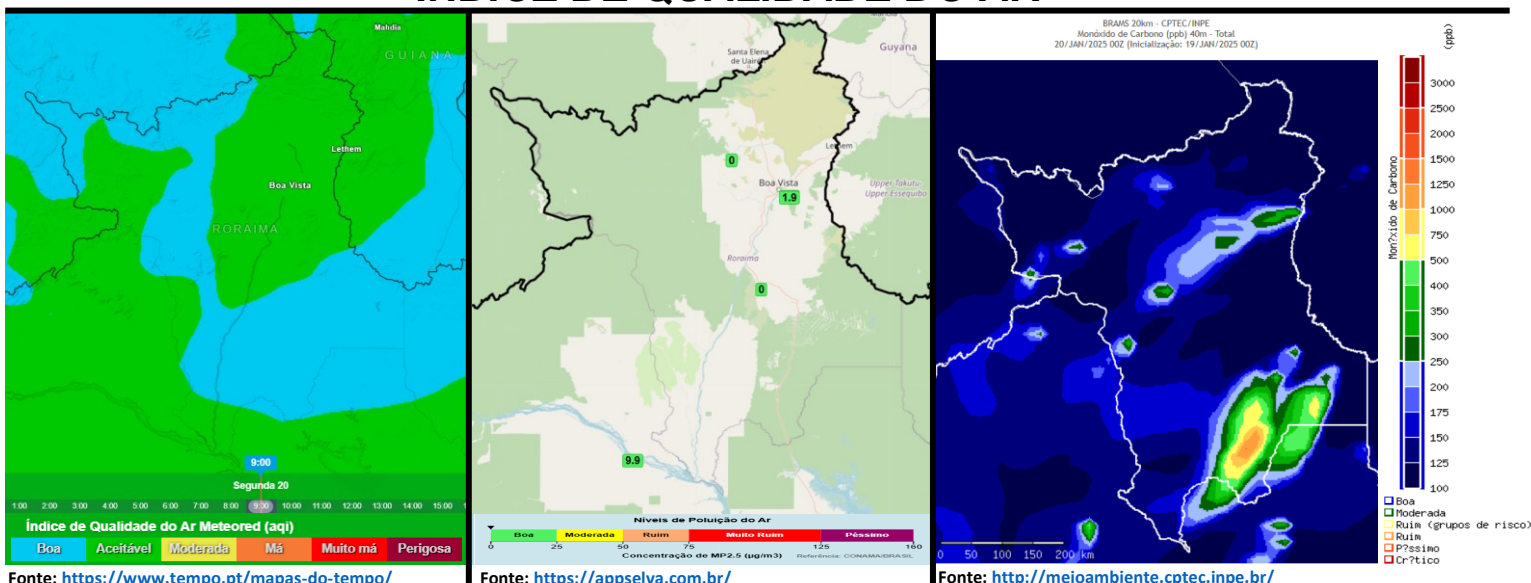 ÍNDICE DE QUALIDADE DO AR
Mahdia
GUIANA
Lethem
Boa Vista
RORAIMA
9:00
Segunda 20
1:00 2:00 3:00 4:00 5:00 6:00 7:00 8:00 9:00 10:00 11:00 12:00 13:00 14:00 15:00
Índice de Qualidade do Ar Meteored (aqi)
Boa Aceitável Moderada Má Muito má Perigosa
Fonte: https://www.tempo.pt/mapas-do-tempo/
Mahdia
Santa Elena
de Uairén
Guyana
0
Lethem
Boa Vista
1.9
Upper Takutu-
Upper Essequibo
Roraima
0
9.9
Níveis de Poluição do Ar
Boa Moderada Ruim Muito Ruim Péssimo
0 25 50 75 125 160
Concentração de MP2.5 (µg/m3) Referência: CONAMA/BRASIL
Fonte: https://appselva.com.br/
BRAMS 20km - CPTEC/INPE
Monóxido de Carbono (ppb) 40m - Total
20/JAN/2025 00Z (Inicialização: 19/JAN/2025 00Z)
(ppb)
3000
2500
2000
1500
1250
1000
750
500
400
350
300
250
200
175
150
125
100
Mon?xido de Carbono
Boa
Moderada
Ruim (grupos de risco)
Ruim
P?ssimo
Cr?tico
0 50 100 150 200 km
Fonte: http://meioambiente.cptec.inpe.br/